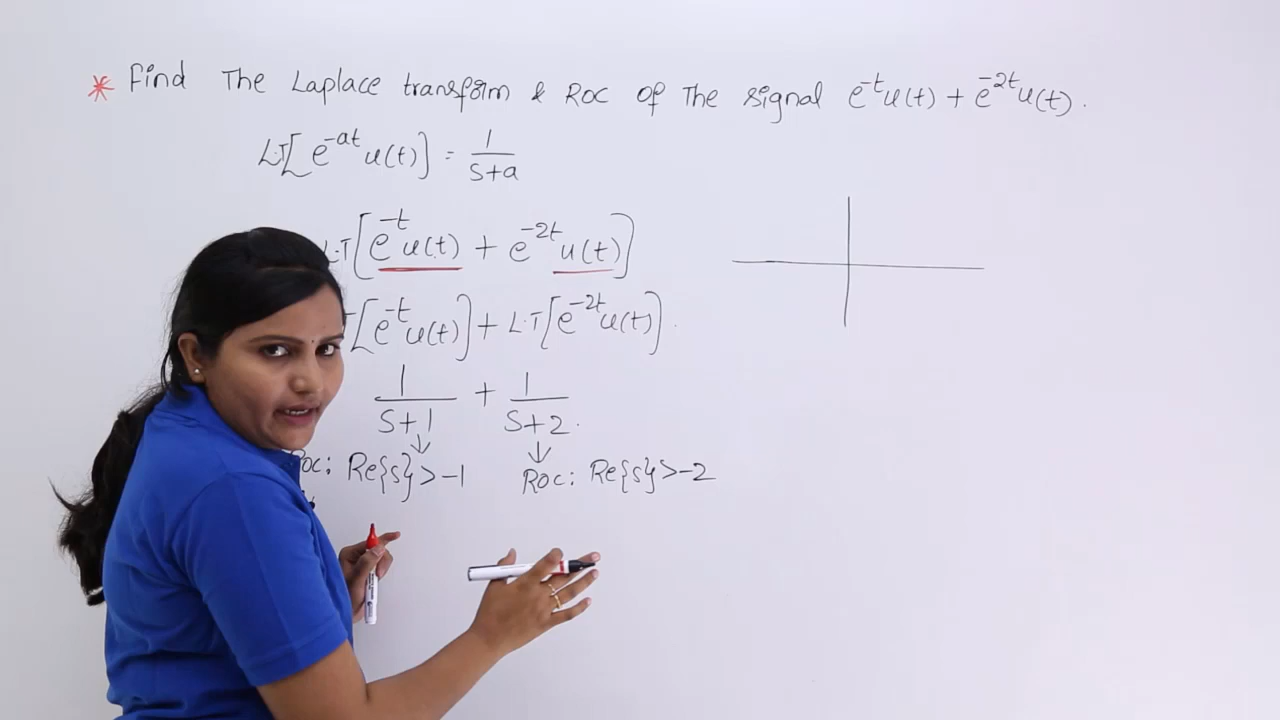 * Find The Laplace transform & ROC of The signal e^-t u(t) + e^-2t u(t).
L.T[e^-at u(t)] = 1/(s+a)
L.T[e^-t u(t) + e^-2t u(t)]
[e^-t u(t)] + L.T[e^-2t u(t)].
1/(s+1) + 1/(s+2).
↓ ↓
Roc: Re{s}>-1 Roc: Re{s}>-2